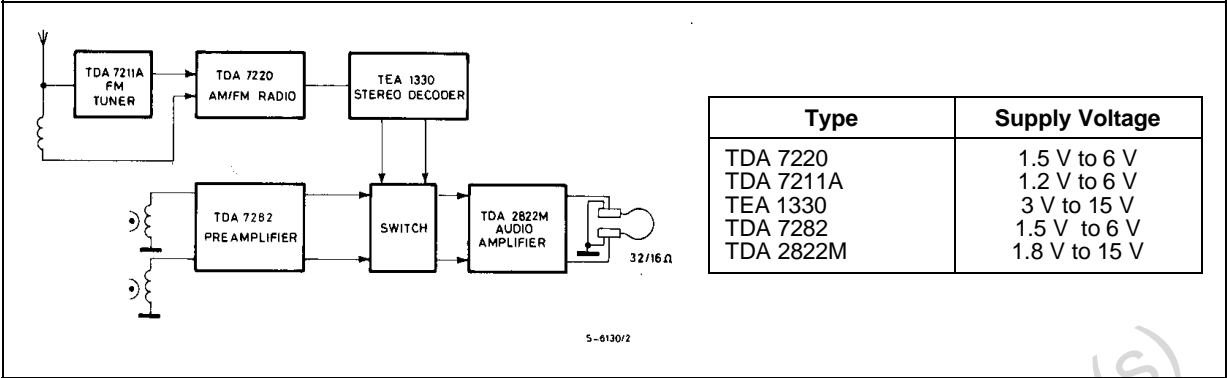 TDA 7211A
FM
TUNER
TDA 7220
AM/FM RADIO
TEA 1330
STEREO DECODER
TDA 7282
PREAMPLIFIER
SWITCH
TDA 2822M
AUDIO
AMPLIFIER
32/16Ω
S-6130/2
Type Supply Voltage
TDA 7220 1.5 V to 6 V
TDA 7211A 1.2 V to 6 V
TEA 1330 3 V to 15 V
TDA 7282 1.5 V to 6 V
TDA 2822M 1.8 V to 15 V
(s)